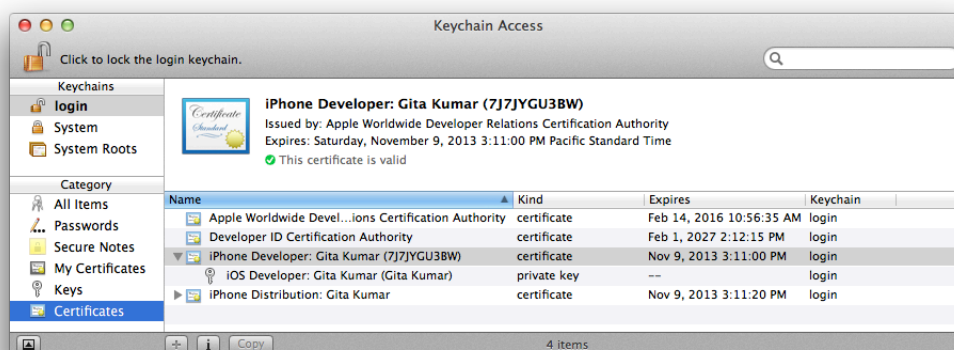 Keychain Access
Click to lock the login keychain.
Keychains
login
System
System Roots
Category
All Items
Passwords
Secure Notes
My Certificates
Keys
Certificates
Certificate
Standard
iPhone Developer: Gita Kumar (7J7JYGU3BW)
Issued by: Apple Worldwide Developer Relations Certification Authority
Expires: Saturday, November 9, 2013 3:11:00 PM Pacific Standard Time
This certificate is valid
Name Kind Expires Keychain
Apple Worldwide Devel...ions Certification Authority certificate Feb 14, 2016 10:56:35 AM login
Developer ID Certification Authority certificate Feb 1, 2027 2:12:15 PM login
iPhone Developer: Gita Kumar (7J7JYGU3BW) certificate Nov 9, 2013 3:11:00 PM login
iOS Developer: Gita Kumar (Gita Kumar) private key -- login
iPhone Distribution: Gita Kumar certificate Nov 9, 2013 3:11:20 PM login
+ i Copy 4 items